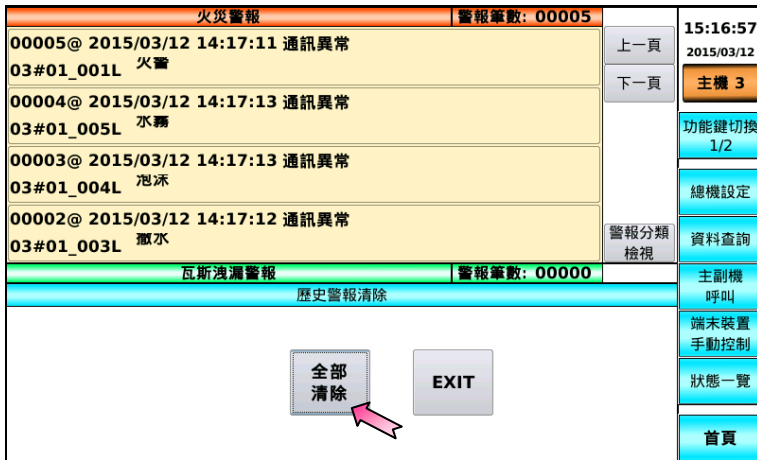 火災警報
警報筆數: 00005
00005@ 2015/03/12 14:17:11 通訊異常
03#01_001L 火警
00004@ 2015/03/12 14:17:13 通訊異常
03#01_005L 水霧
00003@ 2015/03/12 14:17:13 通訊異常
03#01_004L 泡沫
00002@ 2015/03/12 14:17:12 通訊異常
03#01_003L 撒水
上一頁
下一頁
警報分類
檢視
瓦斯洩漏警報
警報筆數: 00000
歷史警報清除
全部
清除
EXIT
15:16:57
2015/03/12
主機 3
功能鍵切換
1/2
總機設定
資料查詢
主副機
呼叫
端末裝置
手動控制
狀態一覽
首頁